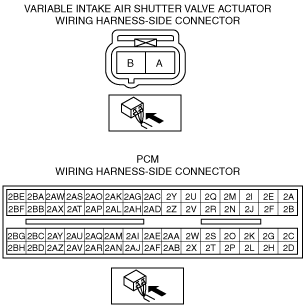 VARIABLE INTAKE AIR SHUTTER VALVE ACTUATOR
WIRING HARNESS-SIDE CONNECTOR
B A
PCM
WIRING HARNESS-SIDE CONNECTOR
2BE 2BA 2AW 2AS 2AO 2AK 2AG 2AC 2Y 2U 2Q 2M 2I 2E 2A
2BF 2BB 2AX 2AT 2AP 2AL 2AH 2AD 2Z 2V 2R 2N 2J 2F 2B
2BG 2BC 2AY 2AU 2AQ 2AM 2AI 2AE 2AA 2W 2S 2O 2K 2G 2C
2BH 2BD 2AZ 2AV 2AR 2AN 2AJ 2AF 2AB 2X 2T 2P 2L 2H 2D